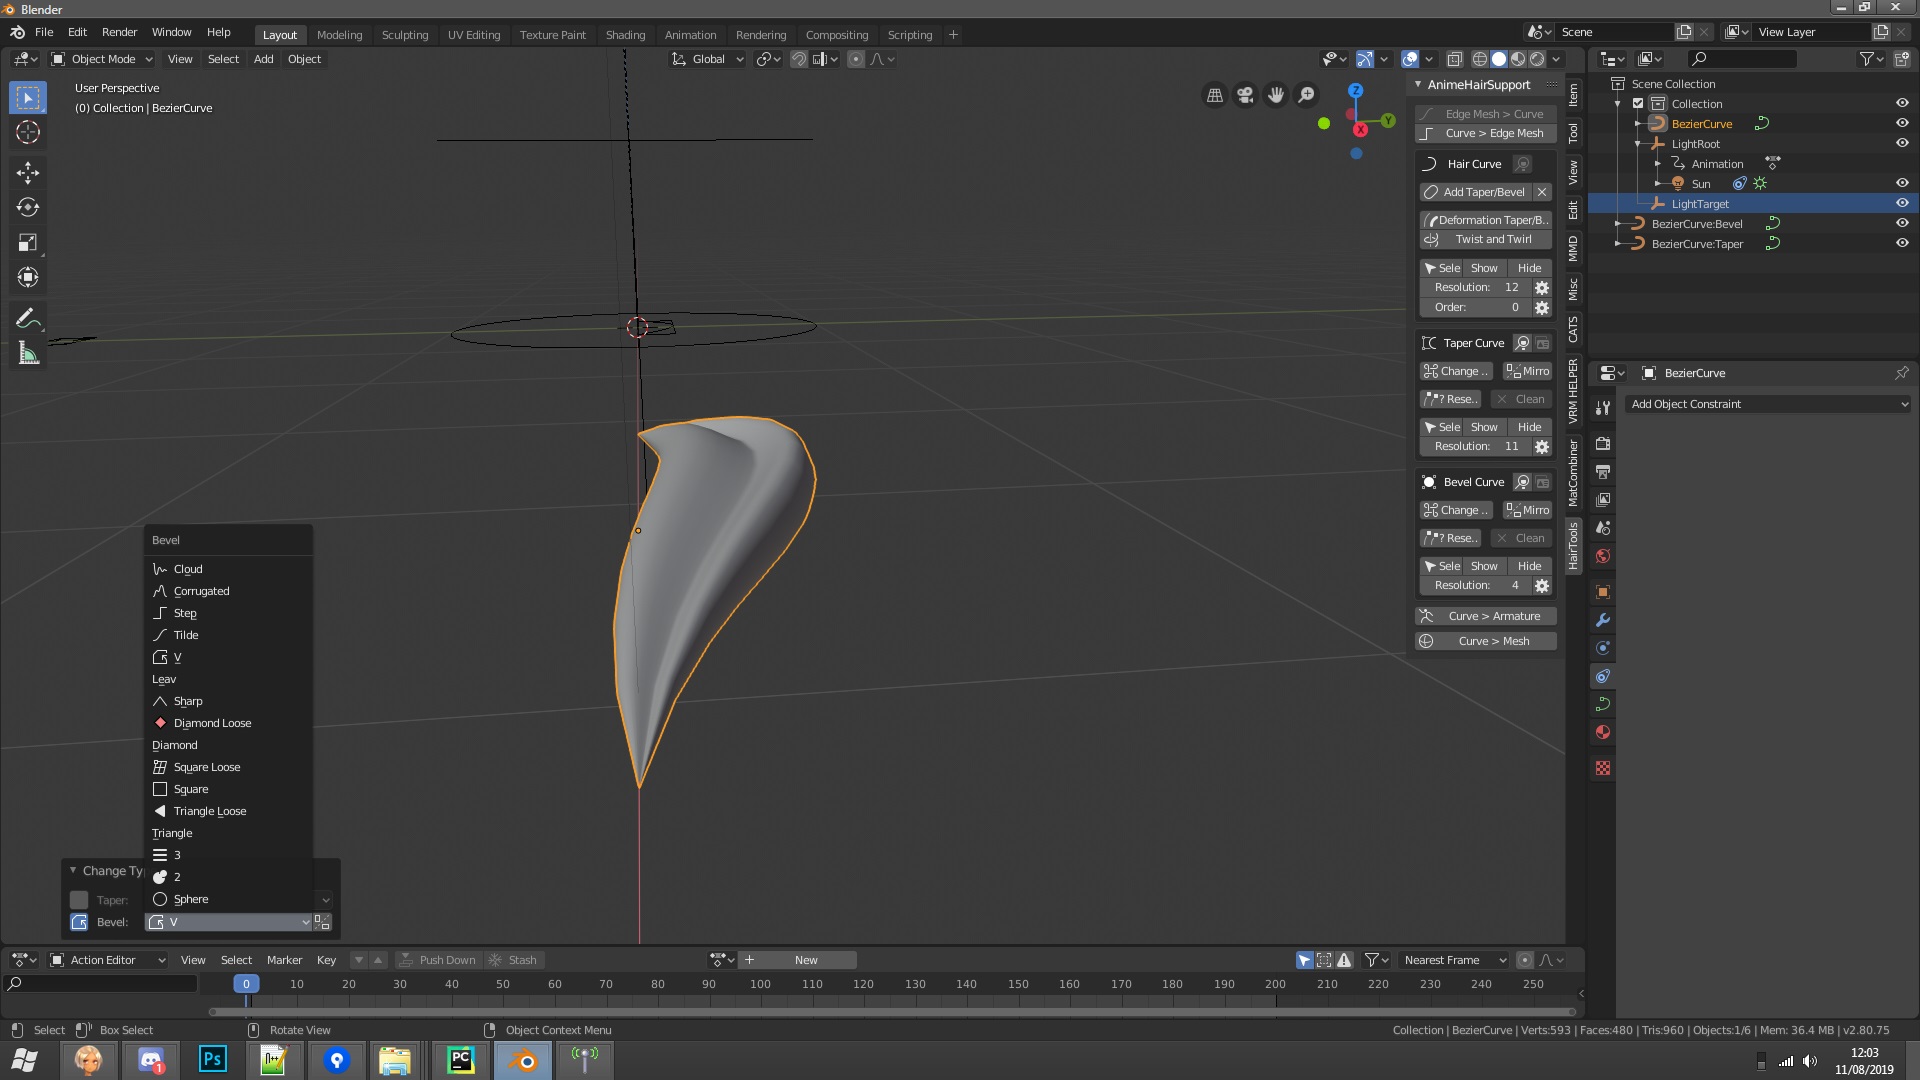 Blender
File Edit Render Window Help
Layout Modeling Sculpting UV Editing Texture Paint Shading Animation Rendering Compositing Scripting +
Scene
View Layer
Object Mode View Select Add Object
Global
User Perspective
(0) Collection | BezierCurve
Z
Y
X
AnimeHairSupport
Edge Mesh > Curve
Curve > Edge Mesh
Hair Curve
Add Taper/Bevel
Deformation Taper/B..
Twist and Twirl
Sele Show Hide
Resolution: 12
Order: 0
Taper Curve
Change .. Mirro
? Rese.. Clean
Sele Show Hide
Resolution: 11
Bevel Curve
Change .. Mirro
? Rese.. Clean
Sele Show Hide
Resolution: 4
Curve > Armature
Curve > Mesh
Item
Tool
View
Edit
MMD
Misc
CATS
VRM HELPER
MatCombiner
HairTools
Scene Collection
Collection
BezierCurve
LightRoot
Animation
Sun
LightTarget
BezierCurve:Bevel
BezierCurve:Taper
BezierCurve
Add Object Constraint
Bevel
Cloud
Corrugated
Step
Tilde
V
Leav
Sharp
Diamond Loose
Diamond
Square Loose
Square
Triangle Loose
Triangle
3
2
Sphere
Change Ty
Taper:
Bevel: V
Action Editor View Select Marker Key Push Down Stash
+ New
Nearest Frame
0 10 20 30 40 50 60 70 80 90 100 110 120 130 140 150 160 170 180 190 200 210 220 230 240 250
Select Box Select Rotate View Object Context Menu
Collection | BezierCurve | Verts:593 | Faces:480 | Tris:960 | Objects:1/6 | Mem: 36.4 MB | v2.80.75
1
Ps
PC
12:03
11/08/2019